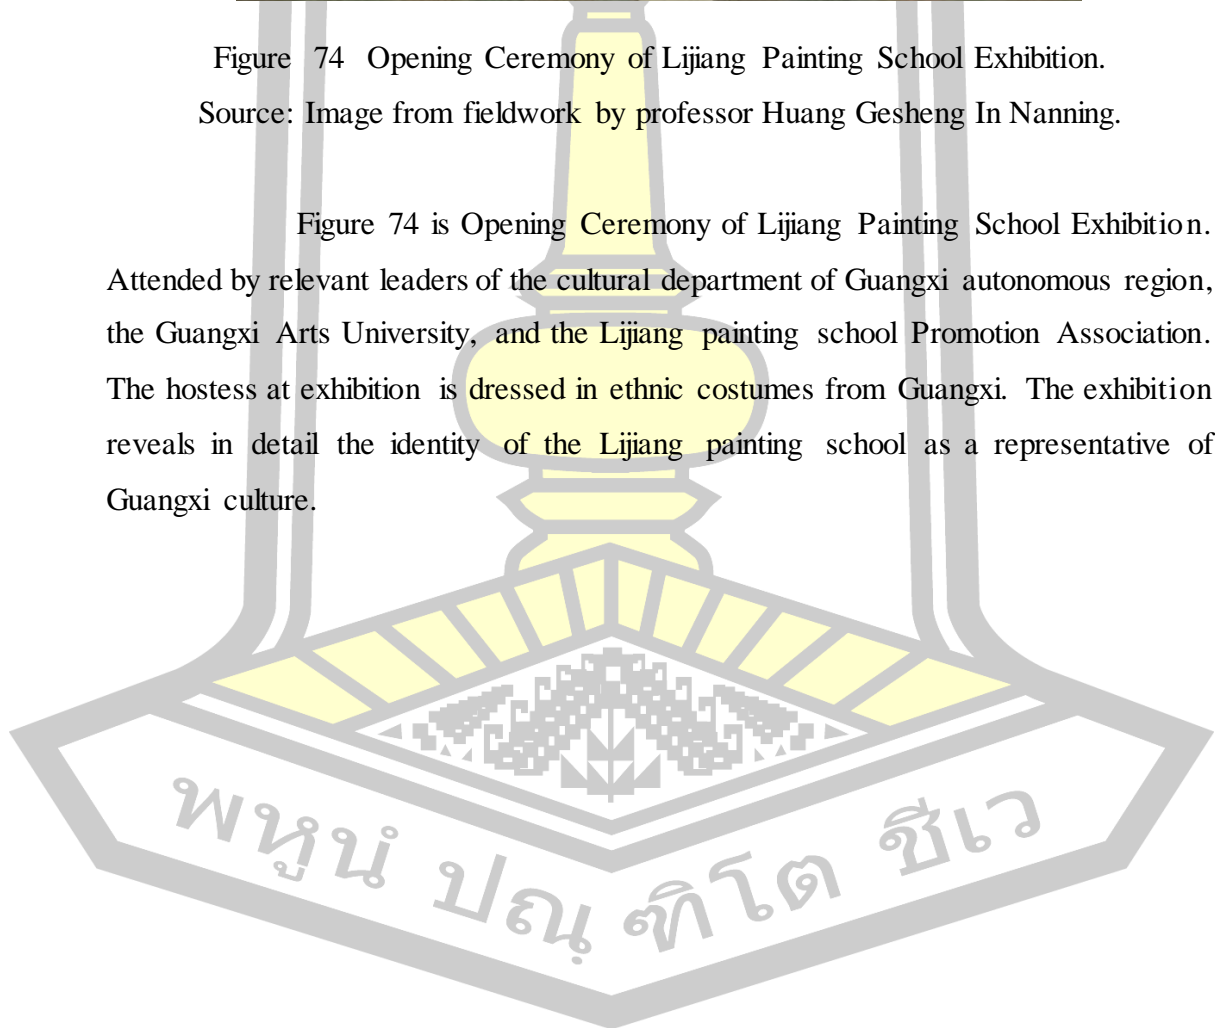 Figure 74 Opening Ceremony of Lijiang Painting School Exhibition.
Source: Image from fieldwork by professor Huang Gesheng In Nanning.
Figure 74 is Opening Ceremony of Lijiang Painting School Exhibition.
Attended by relevant leaders of the cultural department of Guangxi autonomous region,
the Guangxi Arts University, and the Lijiang painting school Promotion Association.
The hostess at exhibition is dressed in ethnic costumes from Guangxi. The exhibition
reveals in detail the identity of the Lijiang painting school as a representative of
Guangxi culture.
พหูนํ ปณฺฑิโต ชีเว